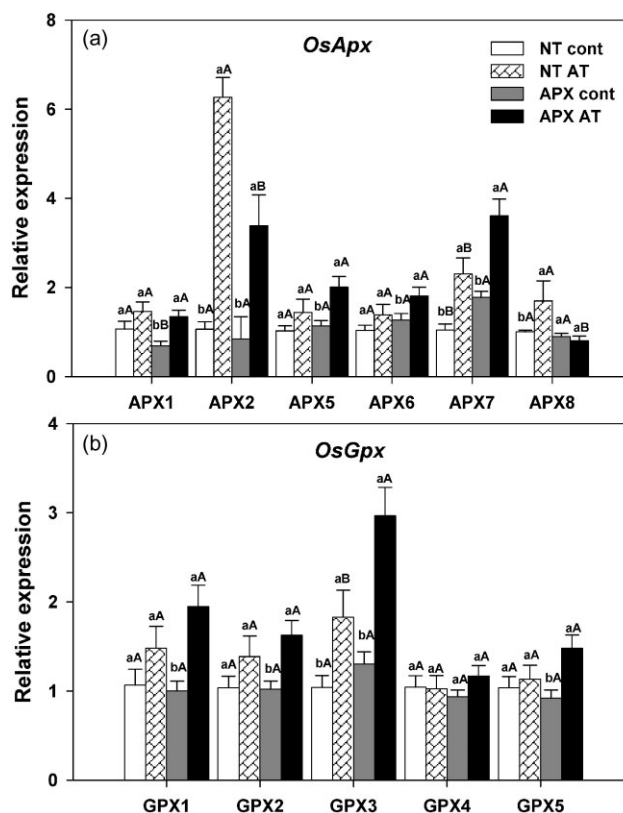 (a)
OsApx
NT cont
NT AT
APX cont
APX AT
Relative expression
8
6
4
2
0
aA aA bB aA
bA aA bA aB
aA aA bA aA
aA aA bA aA
bB aB bA aA
bA aA aA aB
APX1 APX2 APX5 APX6 APX7 APX8
(b)
OsGpx
Relative expression
4
3
2
1
0
aA aA bA aA
aA aA bA aA
bA aB bA aA
aA aA aA aA
aA aA bA aA
GPX1 GPX2 GPX3 GPX4 GPX5